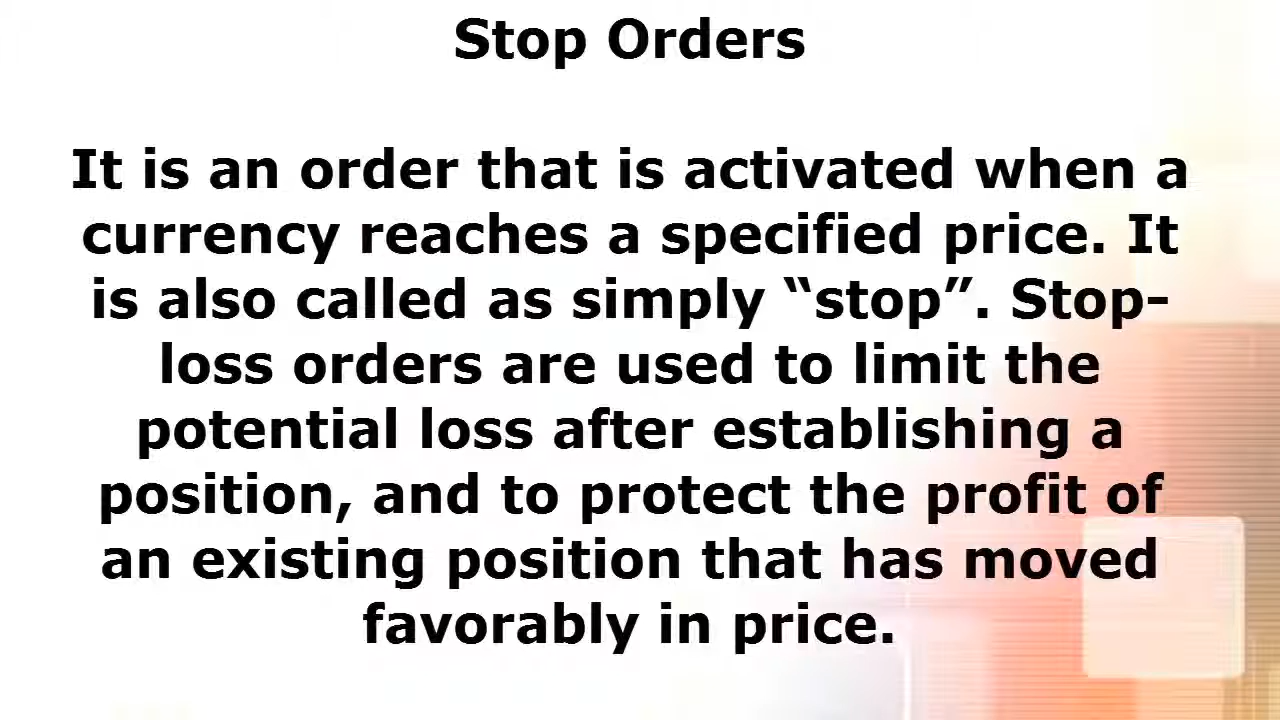 Stop Orders
It is an order that is activated when a
currency reaches a specified price. It
is also called as simply “stop”. Stop-
loss orders are used to limit the
potential loss after establishing a
position, and to protect the profit of
an existing position that has moved
favorably in price.